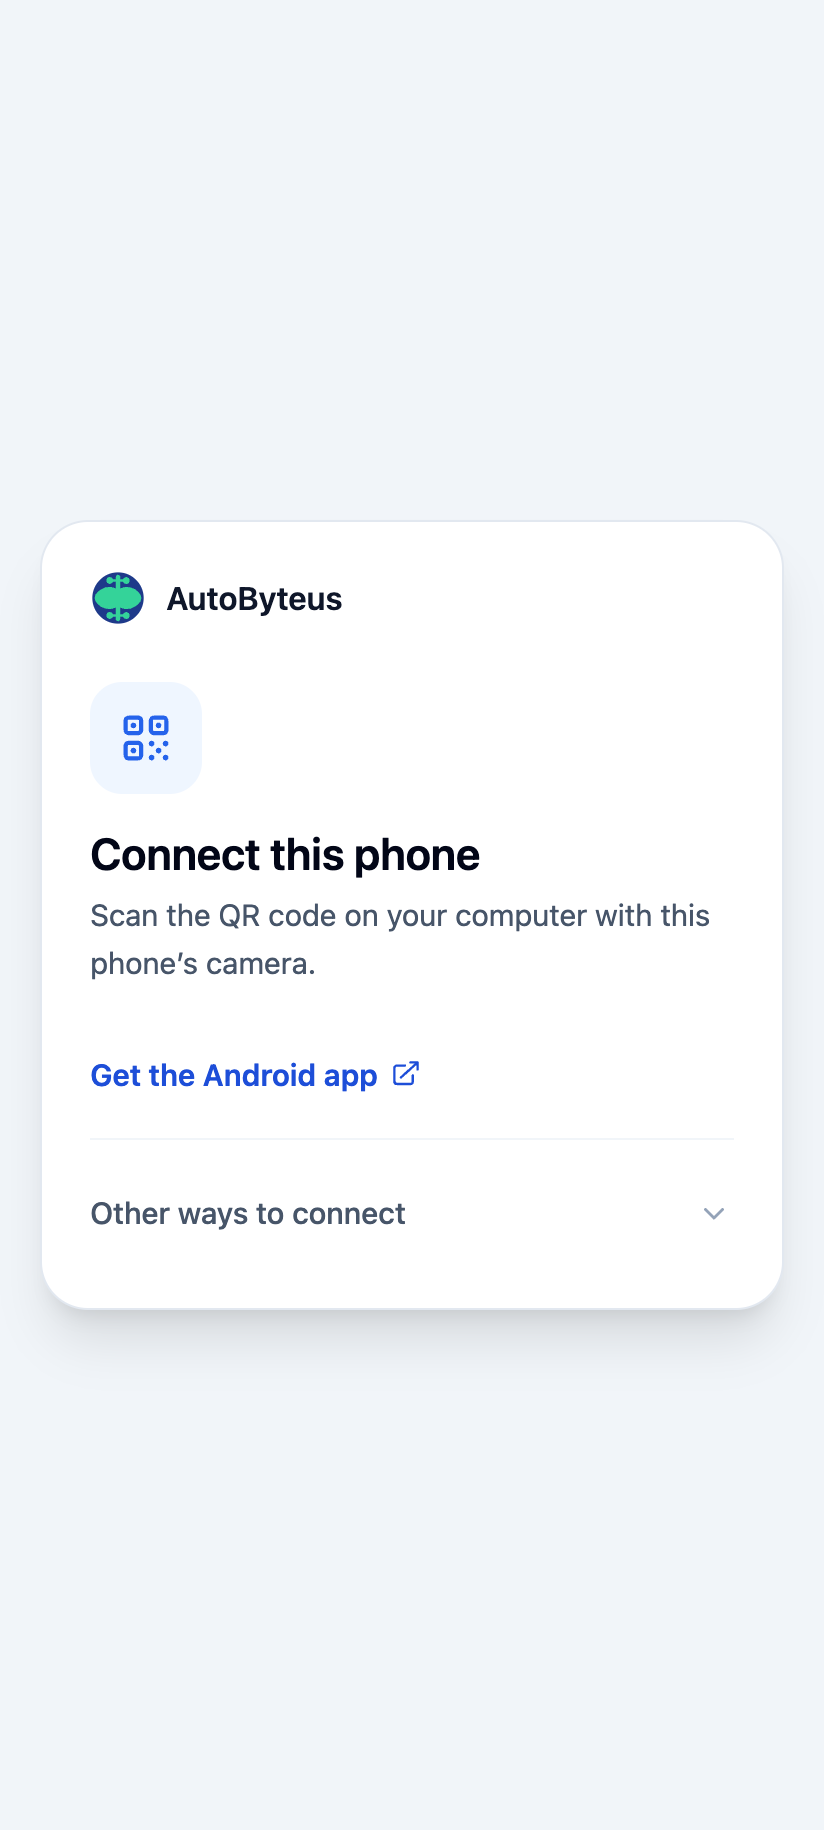 AutoByteus
Connect this phone
Scan the QR code on your computer with this
phone’s camera.
Get the Android app
Other ways to connect